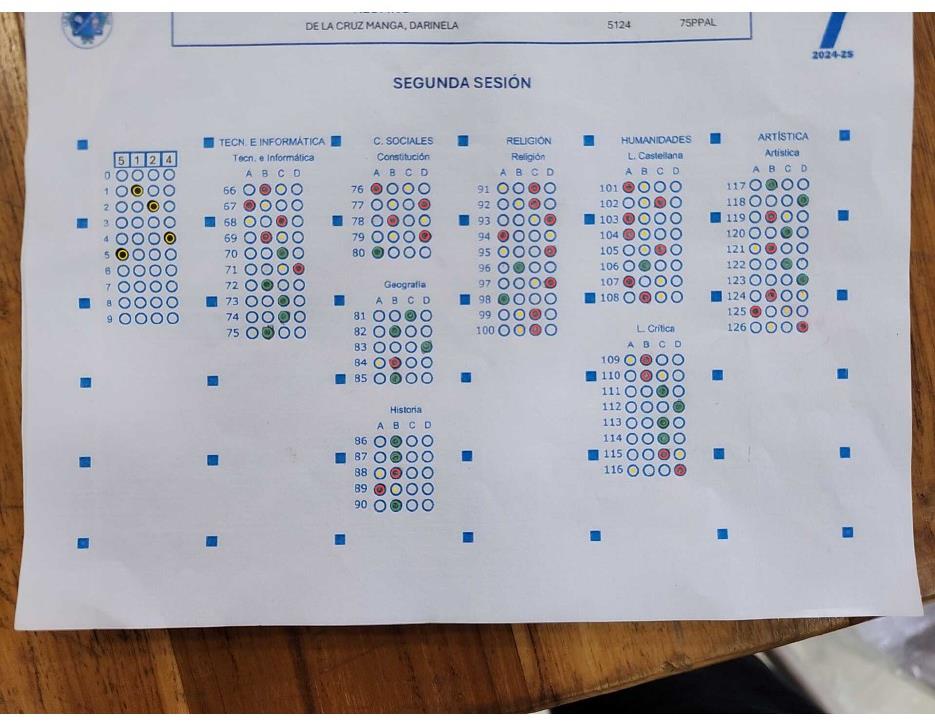 DE LA CRUZ MANGA, DARINELA 5124 75PPAL
7
2024-2S
SEGUNDA SESIÓN
5 1 2 4
0
1
2
3
4
5
6
7
8
9
TECN. E INFORMÁTICA
Tecn. e Informática
A B C D
66
67
68
69
70
71
72
73
74
75
C. SOCIALES
Constitución
A B C D
76
77
78
79
80
Geografía
A B C D
81
82
83
84
85
Historia
A B C D
86
87
88
89
90
RELIGIÓN
Religión
A B C D
91
92
93
94
95
96
97
98
99
100
HUMANIDADES
L. Castellana
A B C D
101
102
103
104
105
106
107
108
L. Crítica
A B C D
109
110
111
112
113
114
115
116
ARTÍSTICA
Artística
A B C D
117
118
119
120
121
122
123
124
125
126